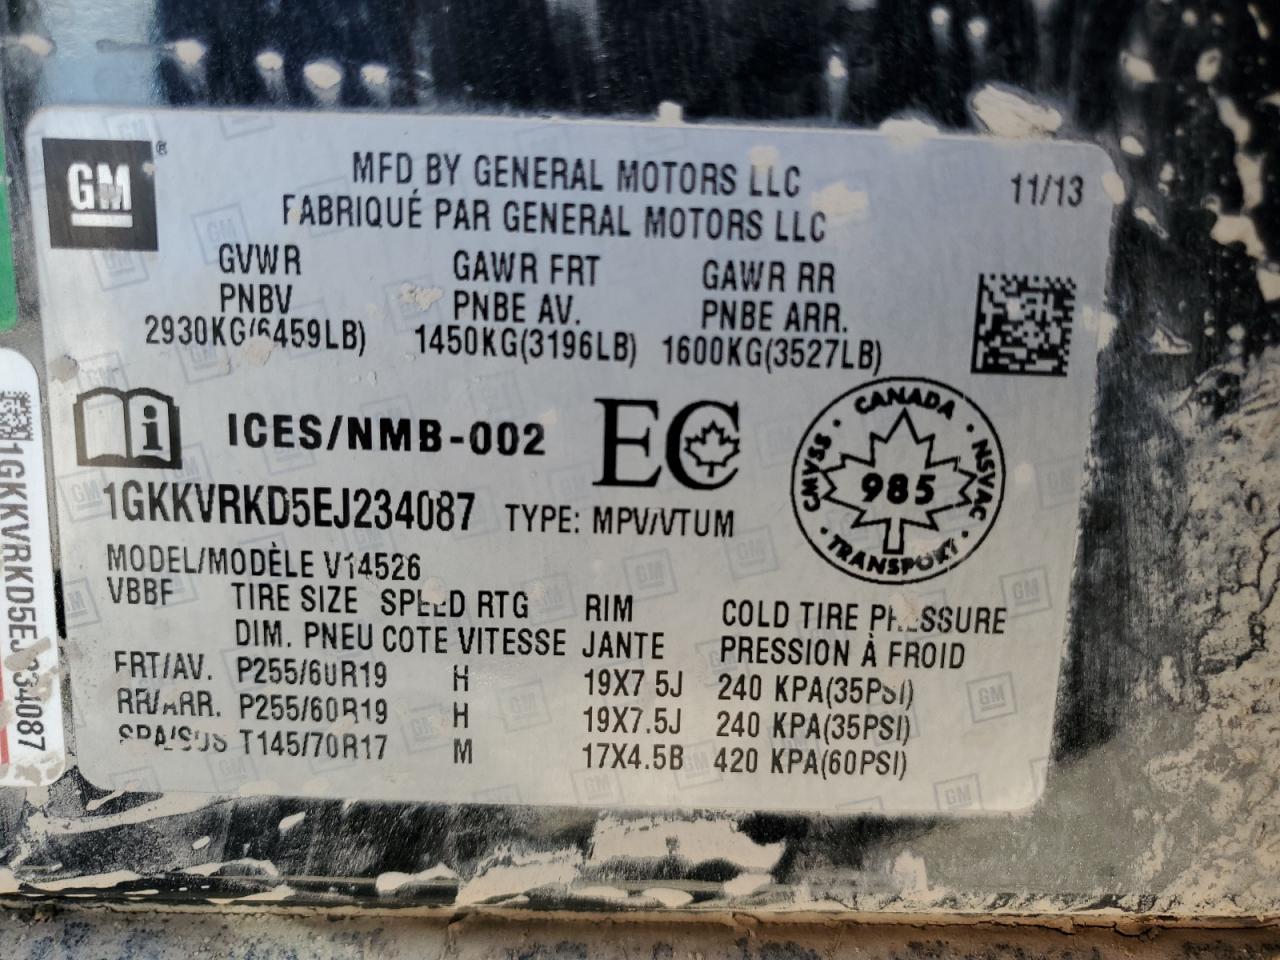 GM®
MFD BY GENERAL MOTORS LLC
11/13
FABRIQUÉ PAR GENERAL MOTORS LLC
GVWR GAWR FRT GAWR RR
PNBV PNBE AV. PNBE ARR.
2930KG(6459LB) 1450KG(3196LB) 1600KG(3527LB)
i ICES/NMB-002 EC
CANADA
CMVSS · NSVAC
985
TRANSPORT
1GKKVRKD5EJ234087 TYPE: MPV/VTUM
MODEL/MODÈLE V14526
VBBF TIRE SIZE SPEED RTG RIM COLD TIRE PRESSURE
DIM. PNEU COTE VITESSE JANTE PRESSION À FROID
FRT/AV. P255/60R19 H 19X7.5J 240 KPA(35PSI)
RR/ARR. P255/60R19 H 19X7.5J 240 KPA(35PSI)
SPA/SUS T145/70R17 M 17X4.5B 420 KPA(60PSI)
1GKKVRKD5EJ234087